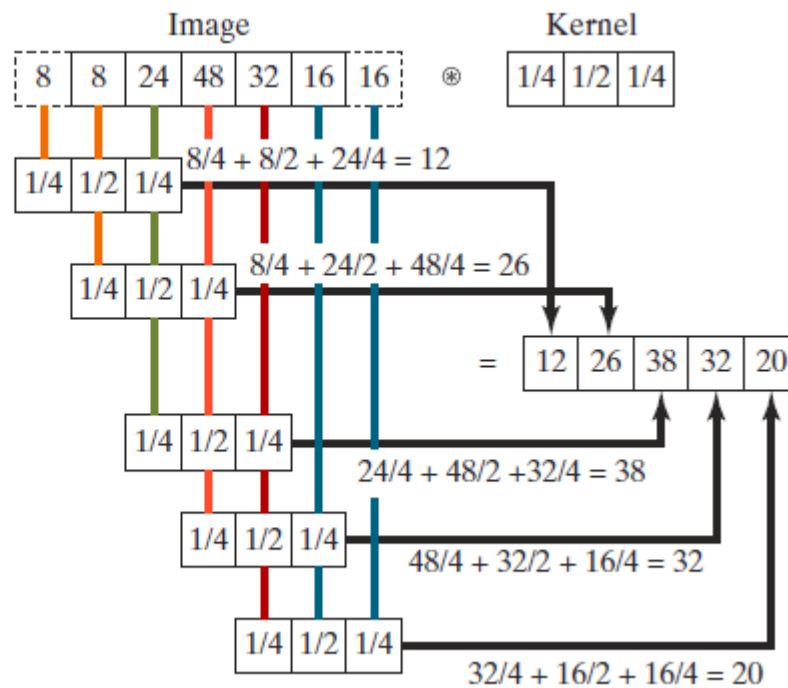 Image Kernel
8 8 24 48 32 16 16 ⊛ 1/4 1/2 1/4
8/4 + 8/2 + 24/4 = 12
1/4 1/2 1/4
8/4 + 24/2 + 48/4 = 26
1/4 1/2 1/4
= 12 26 38 32 20
1/4 1/2 1/4
24/4 + 48/2 +32/4 = 38
1/4 1/2 1/4
48/4 + 32/2 + 16/4 = 32
1/4 1/2 1/4
32/4 + 16/2 + 16/4 = 20